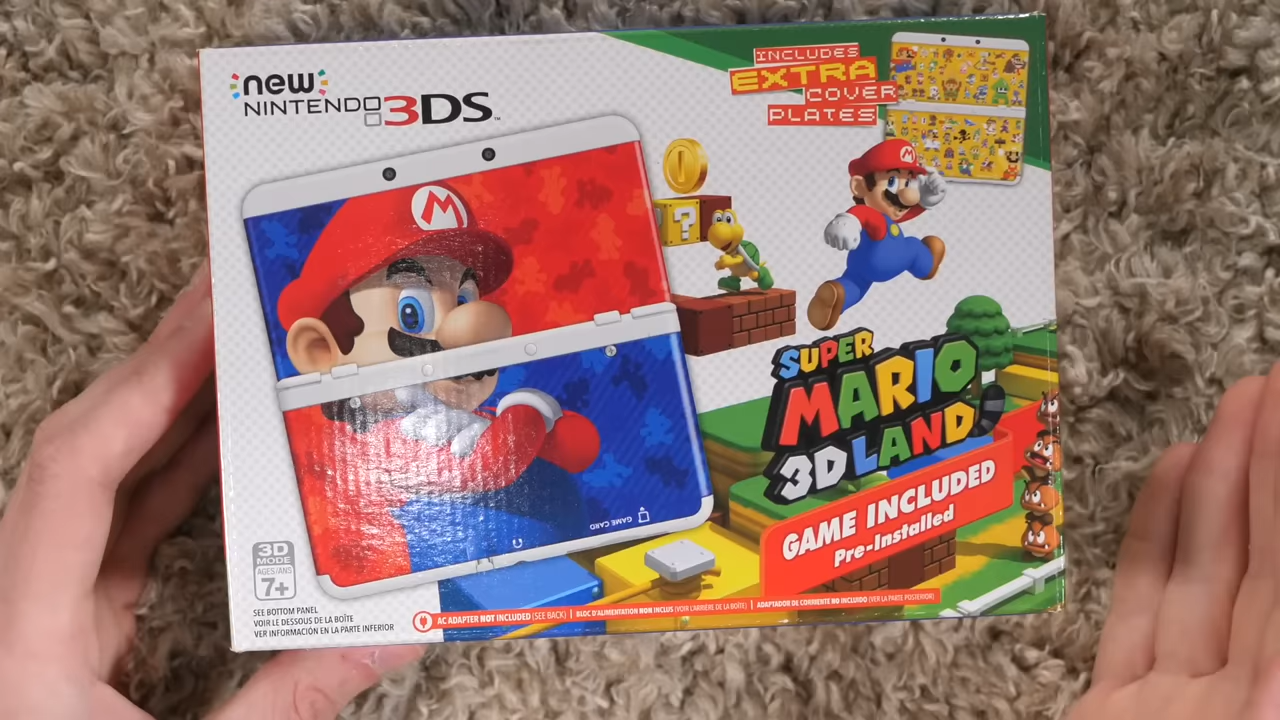 new
NINTENDO 3DS™
INCLUDES
EXTRA
COVER
PLATES
M
M
?
SUPER
MARIO
3D LAND
GAME INCLUDED
Pre-Installed
GAME CARD
3D
MODE
AGES/ANS
7+
SEE BOTTOM PANEL
VOIR LE DESSOUS DE LA BOÎTE
VER INFORMACIÓN EN LA PARTE INFERIOR
AC ADAPTER NOT INCLUDED (SEE BACK) | BLOC D'ALIMENTATION NON INCLUS (VOIR L'ARRIÈRE DE LA BOÎTE) | ADAPTADOR DE CORRIENTE NO INCLUIDO (VER LA PARTE POSTERIOR)